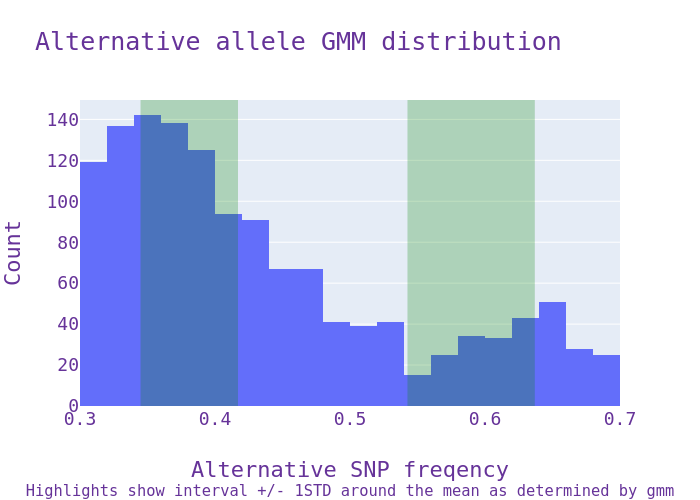 Alternative allele GMM distribution
140
120
100
80
60
40
20
0
Count
0.3 0.4 0.5 0.6 0.7
Alternative SNP freqency
Highlights show interval +/- 1STD around the mean as determined by gmm